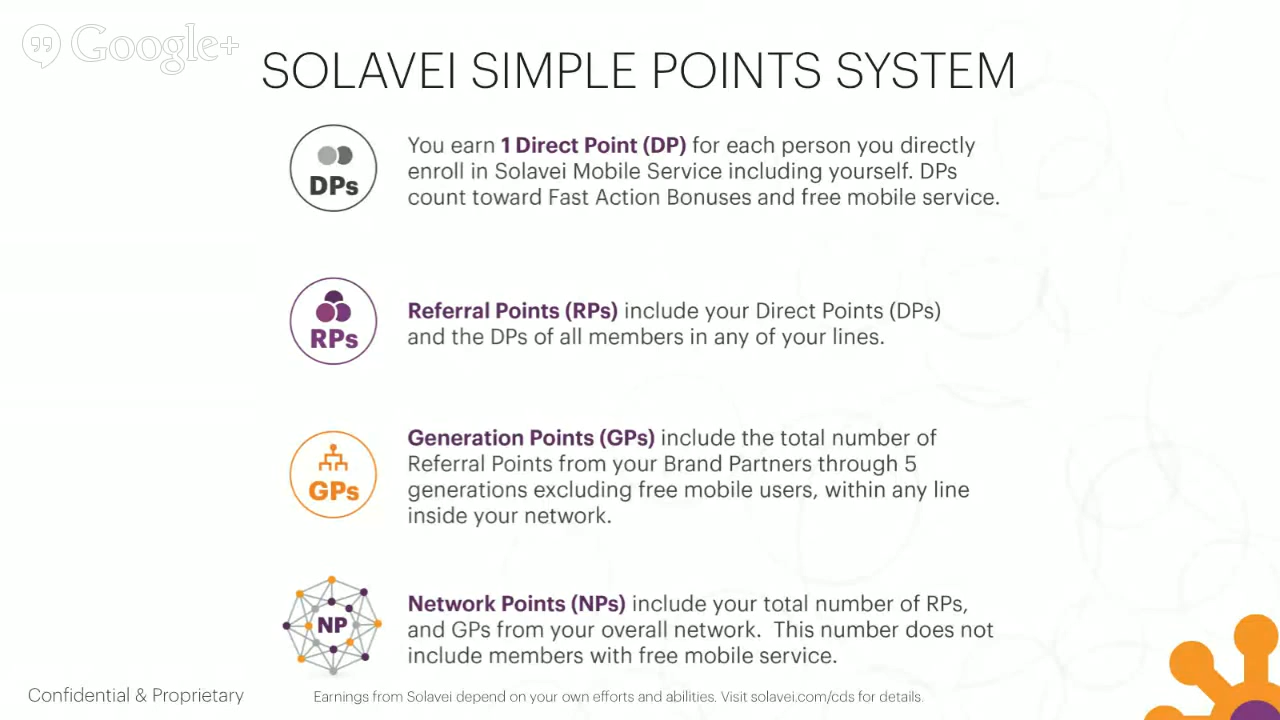 Google+
SOLAVEI SIMPLE POINTS SYSTEM
DPs
You earn 1 Direct Point (DP) for each person you directly
enroll in Solavei Mobile Service including yourself. DPs
count toward Fast Action Bonuses and free mobile service.
RPs
Referral Points (RPs) include your Direct Points (DPs)
and the DPs of all members in any of your lines.
GPs
Generation Points (GPs) include the total number of
Referral Points from your Brand Partners through 5
generations excluding free mobile users, within any line
inside your network.
NP
Network Points (NPs) include your total number of RPs,
and GPs from your overall network. This number does not
include members with free mobile service.
Confidential & Proprietary
Earnings from Solavei depend on your own efforts and abilities. Visit solavei.com/cds for details.